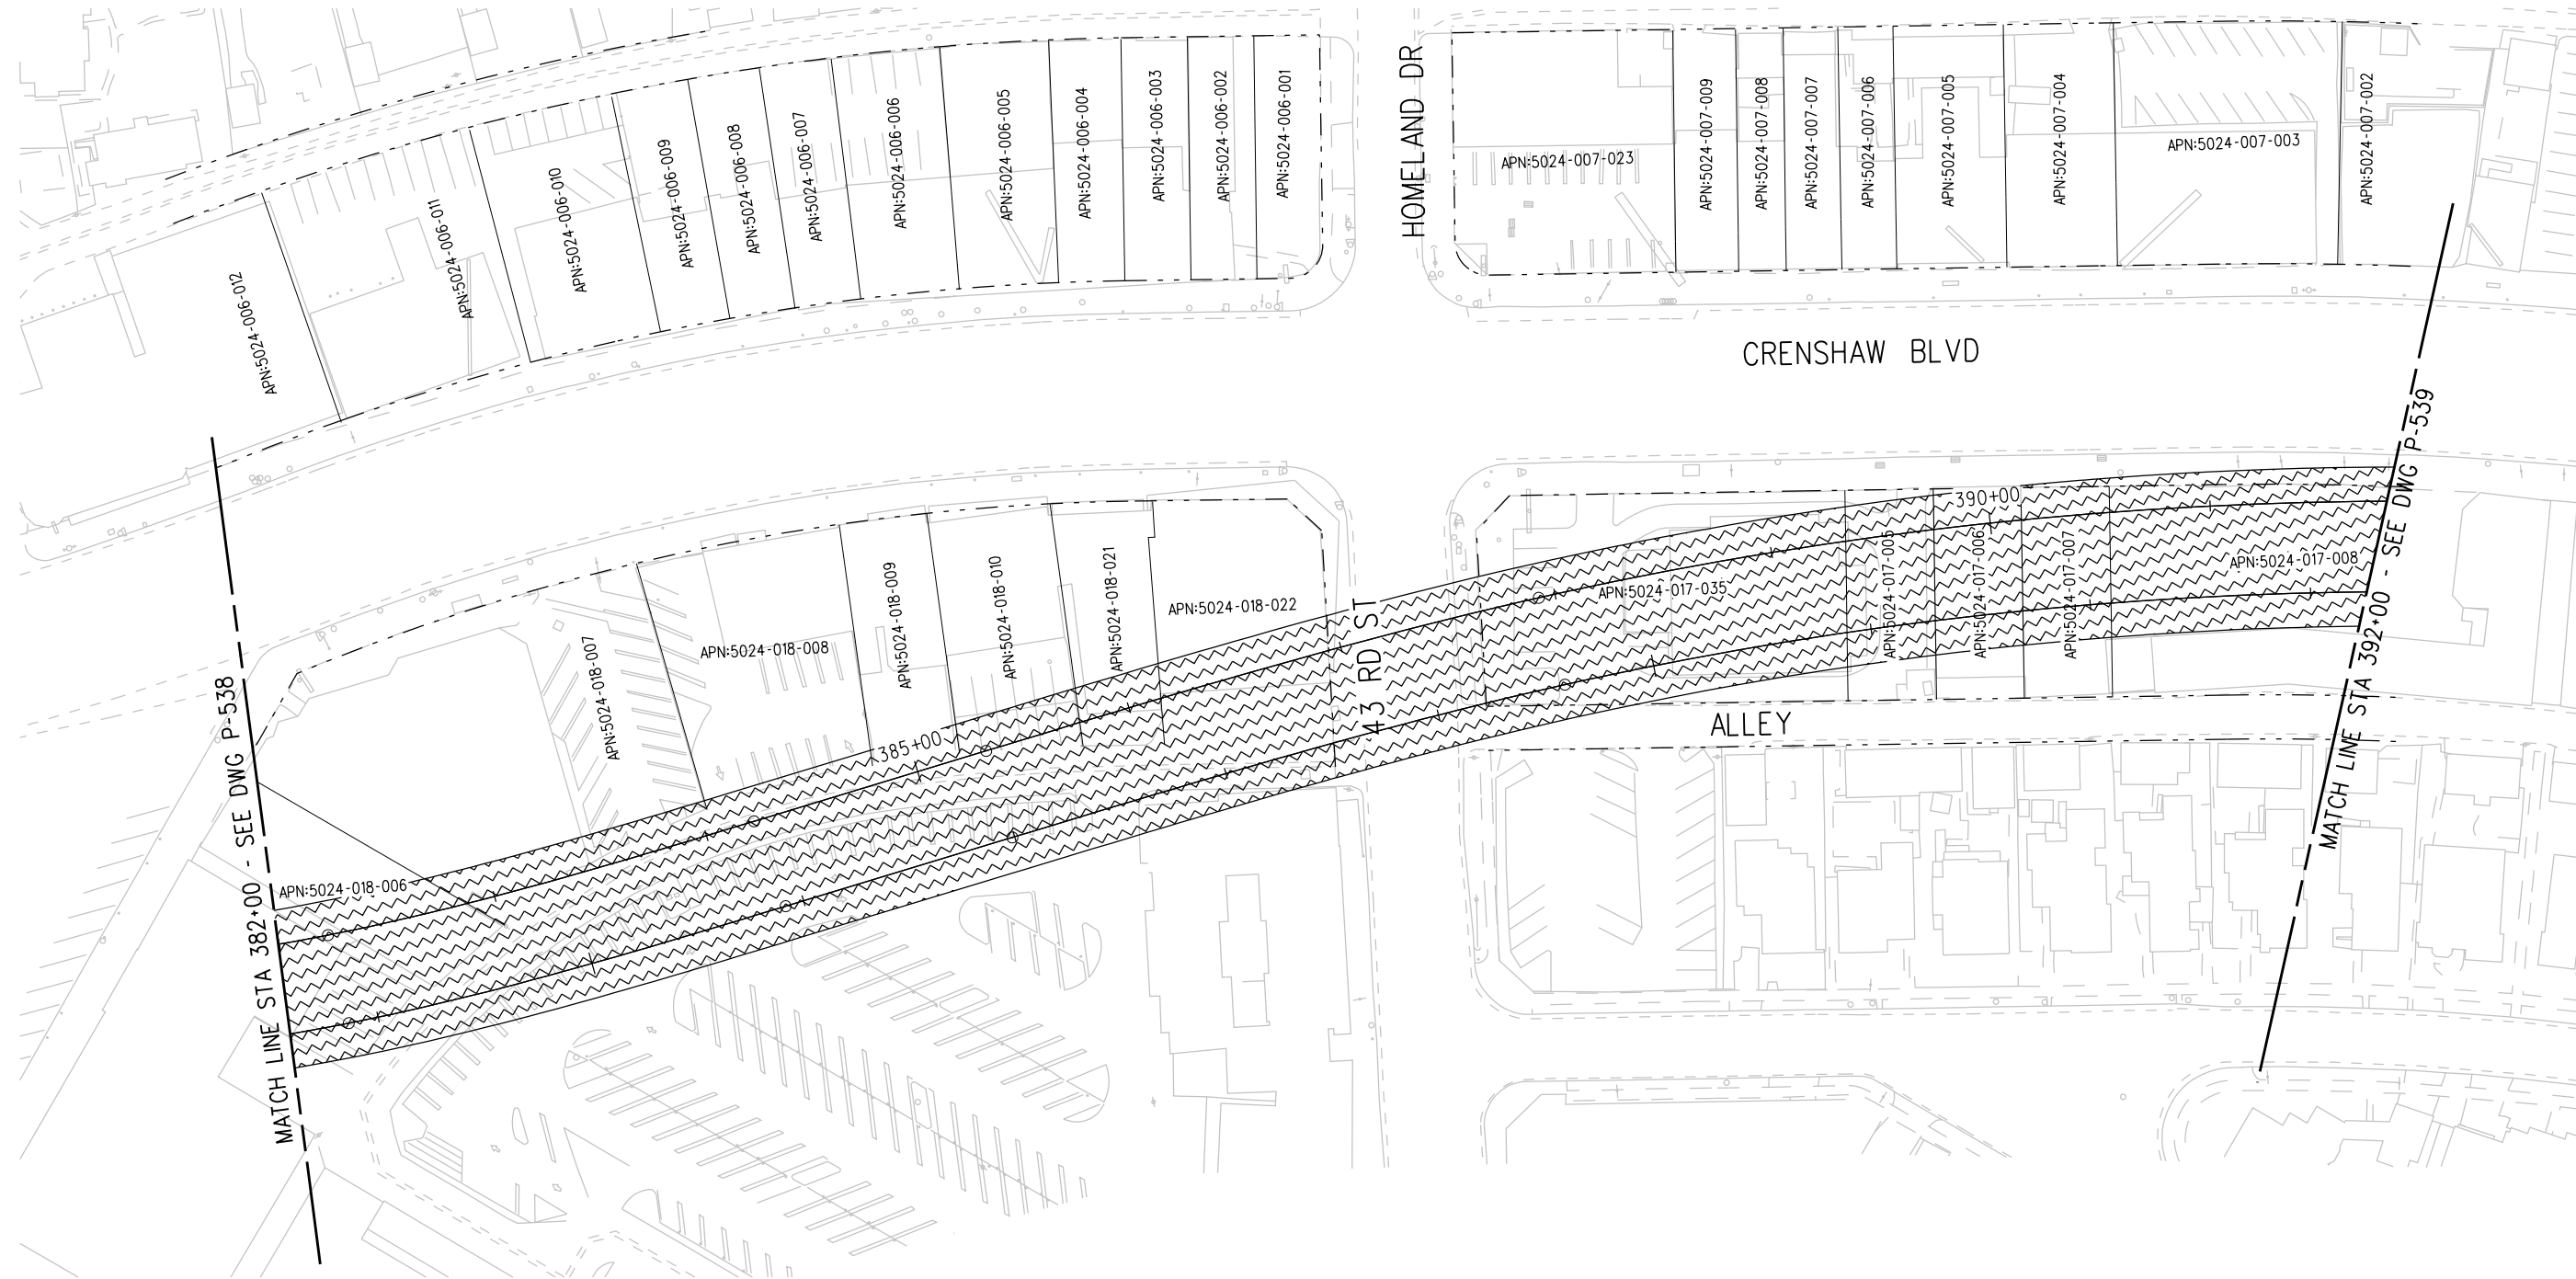 APN:5024-006-012
APN:5024-006-011
APN:5024-006-010
APN:5024-006-009
APN:5024-006-008
APN:5024-006-007
APN:5024-006-006
APN:5024-006-005
APN:5024-006-004
APN:5024-006-003
APN:5024-006-002
APN:5024-006-001
HOMELAND DR
APN:5024-007-023
APN:5024-007-009
APN:5024-007-008
APN:5024-007-007
APN:5024-007-006
APN:5024-007-005
APN:5024-007-004
APN:5024-007-003
APN:5024-007-002
CRENSHAW BLVD
MATCH LINE STA 382+00 - SEE DWG P-538
APN:5024-018-006
APN:5024-018-007
APN:5024-018-008
APN:5024-018-009
APN:5024-018-010
APN:5024-018-021
APN:5024-018-022
385+00
43 RD ST
APN:5024-017-035
APN:5024-017-005
APN:5024-017-006
APN:5024-017-007
APN:5024-017-008
390+00
ALLEY
MATCH LINE STA 392+00 - SEE DWG P-539